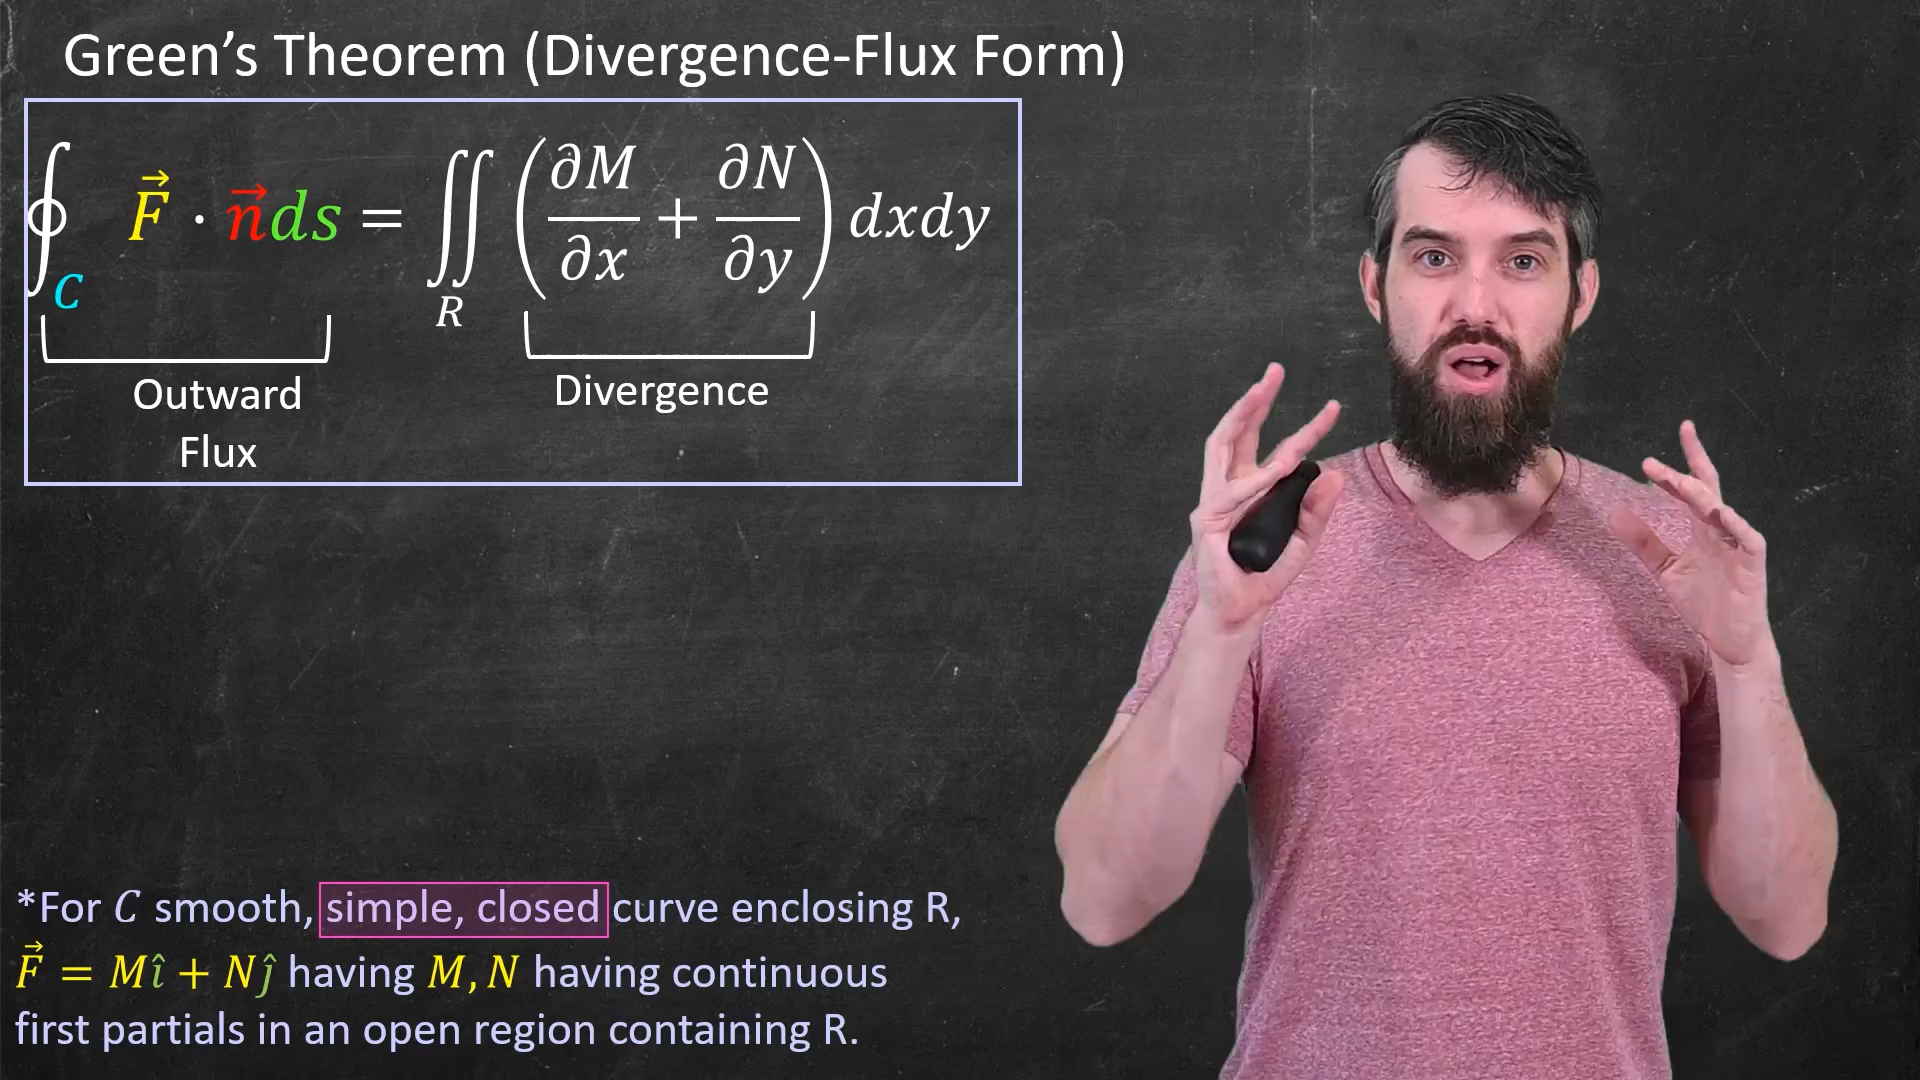 Green’s Theorem (Divergence-Flux Form)
∮_C F⃗ · n⃗ ds = ∬_R (∂M/∂x + ∂N/∂y) dxdy
Outward Flux
Divergence
*For C smooth, simple, closed curve enclosing R,
F⃗ = Mî + Nĵ having M, N having continuous
first partials in an open region containing R.